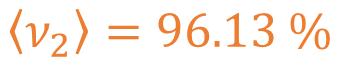 ⟨ν₂⟩ = 96.13 %